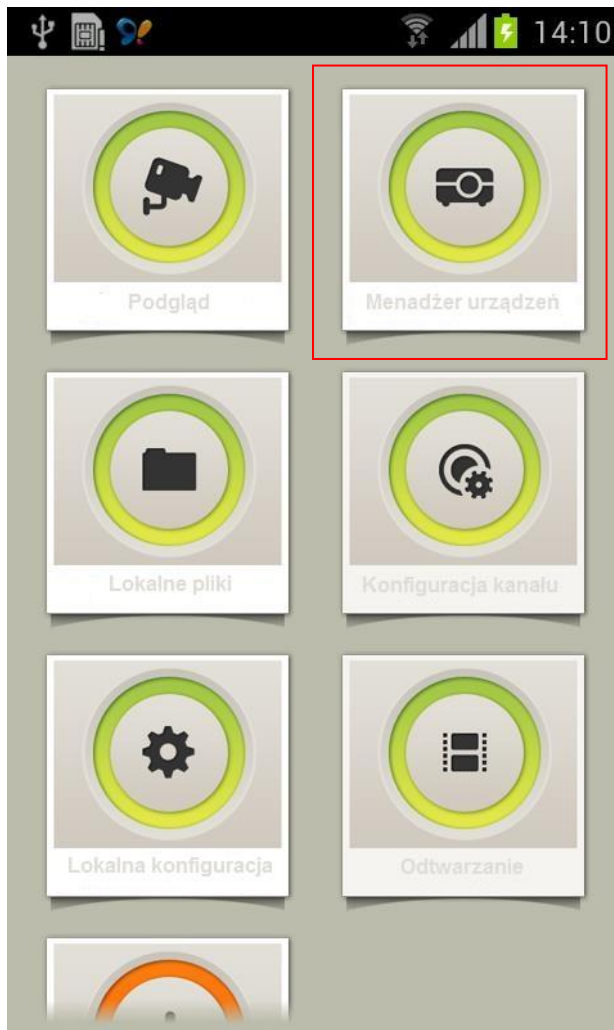 14:10
Podgląd
Menadżer urządzeń
Lokalne pliki
Konfiguracja kanału
Lokalna konfiguracja
Odtwarzanie